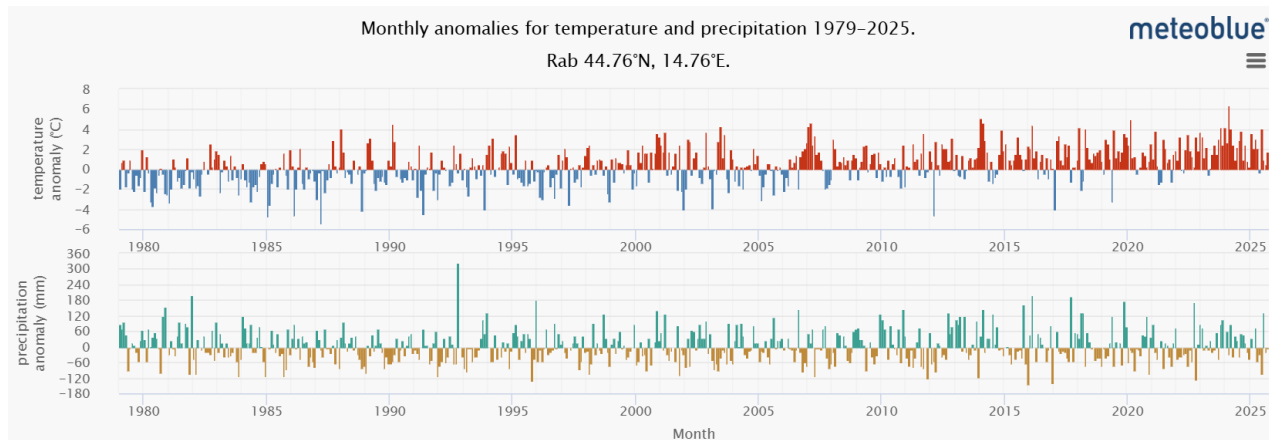 Monthly anomalies for temperature and precipitation 1979–2025.
meteoblue®
Rab 44.76°N, 14.76°E.
temperature
anomaly (°C)
8
6
4
2
0
−2
−4
−6
1980 1985 1990 1995 2000 2005 2010 2015 2020 2025
precipitation
anomaly (mm)
360
300
240
180
120
60
0
−60
−120
−180
1980 1985 1990 1995 2000 2005 2010 2015 2020 2025
Month